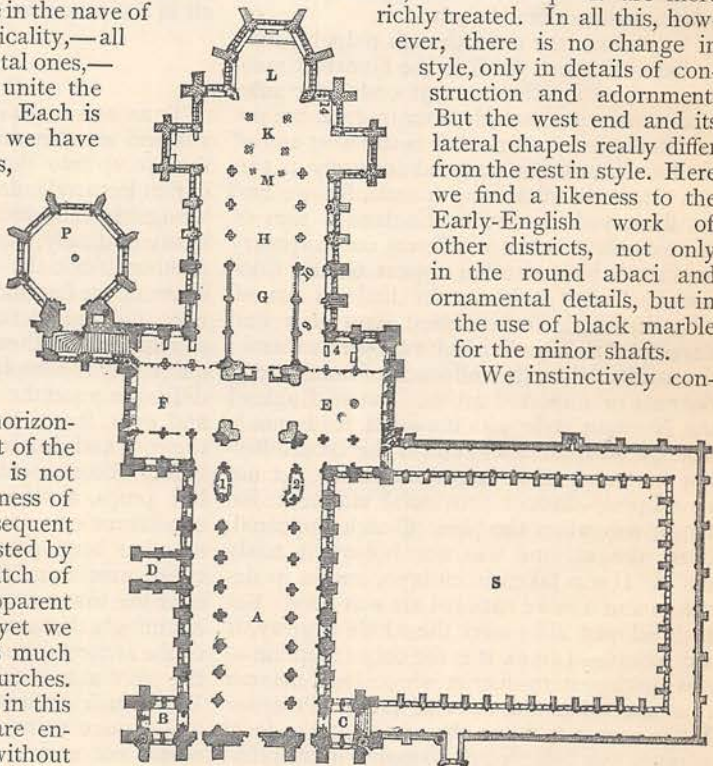 e in the nave of
icality,—all
tal ones,—
unite the
Each is
we have
s,
horizon-
t of the
is not
ness of
sequent
sted by
tch of
pparent
yet we
s much
urches.
in this
are en-
without
richly treated. In all this, how-
ever, there is no change in
style, only in details of con-
struction and adornment
But the west end and its
lateral chapels really differ
from the rest in style. Here
we find a likeness to the
Early-English work of
other districts, not only
in the round abaci and
ornamental details, but in
the use of black marble
for the minor shafts.
We instinctively con-
L
K
M
P
H
G
10
9
4
F
E
D
S
A
B
C